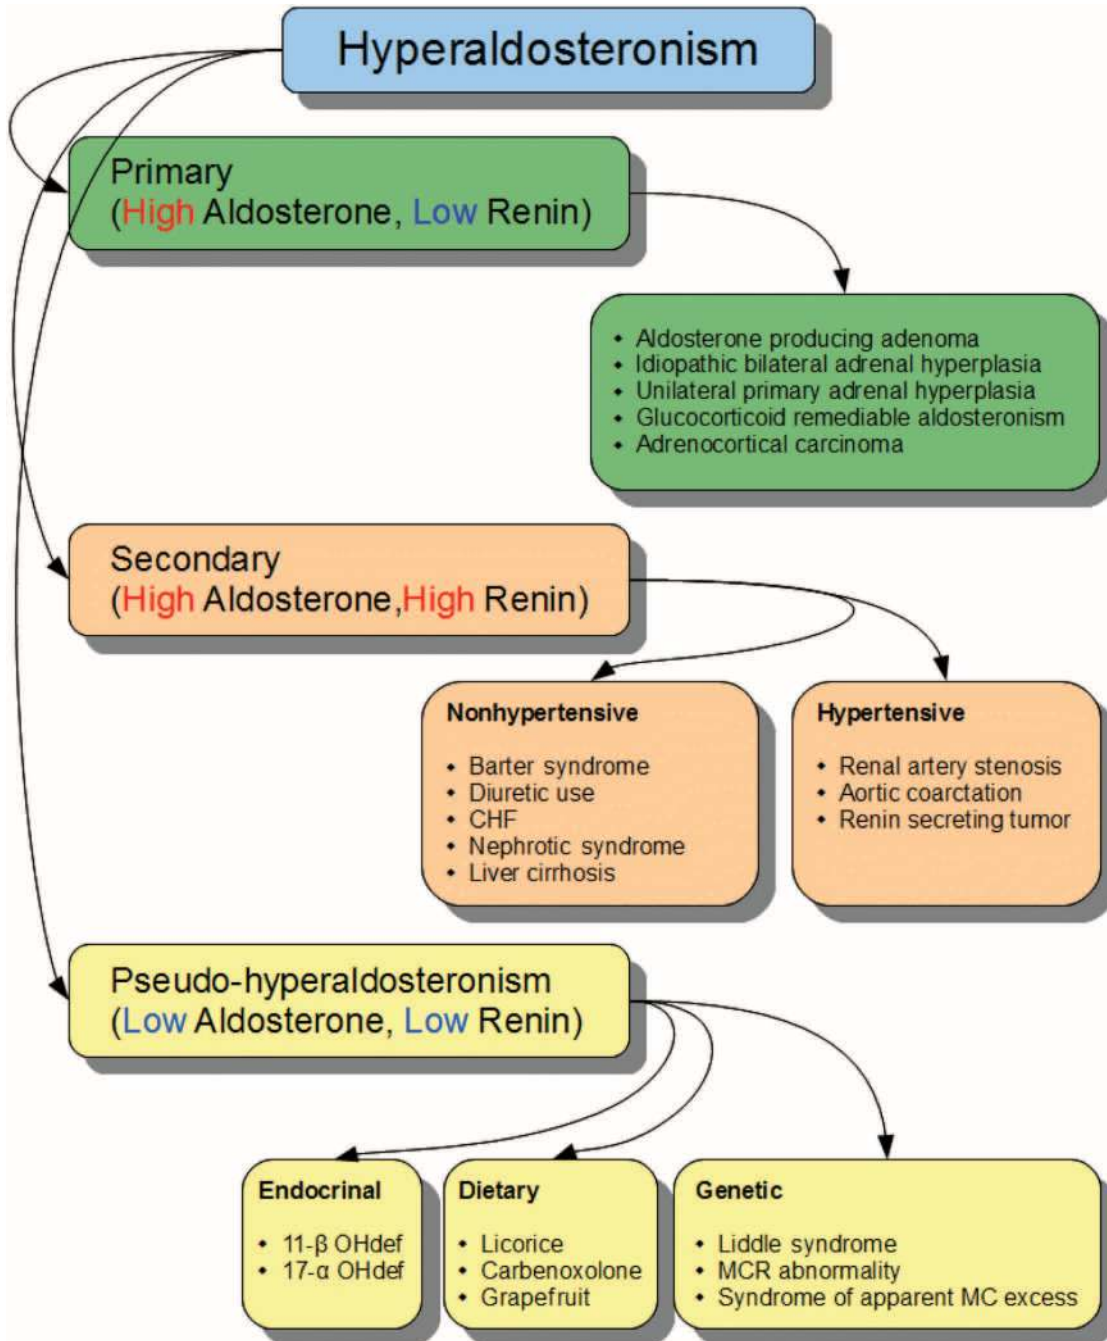 Hyperaldosteronism
Primary
(High Aldosterone, Low Renin)
◆ Aldosterone producing adenoma
◆ Idiopathic bilateral adrenal hyperplasia
◆ Unilateral primary adrenal hyperplasia
◆ Glucocorticoid remediable aldosteronism
◆ Adrenocortical carcinoma
Secondary
(High Aldosterone,High Renin)
Nonhypertensive
◆ Barter syndrome
◆ Diuretic use
◆ CHF
◆ Nephrotic syndrome
◆ Liver cirrhosis
Hypertensive
◆ Renal artery stenosis
◆ Aortic coarctation
◆ Renin secreting tumor
Pseudo-hyperaldosteronism
(Low Aldosterone, Low Renin)
Endocrinal
◆ 11-β OHdef
◆ 17-α OHdef
Dietary
◆ Licorice
◆ Carbenoxolone
◆ Grapefruit
Genetic
◆ Liddle syndrome
◆ MCR abnormality
◆ Syndrome of apparent MC excess